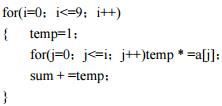 for(i=0; i<=9; i++)
{ temp=1;
for(j=0; j<=i; j++)temp * =a[j];
sum + =temp;
}